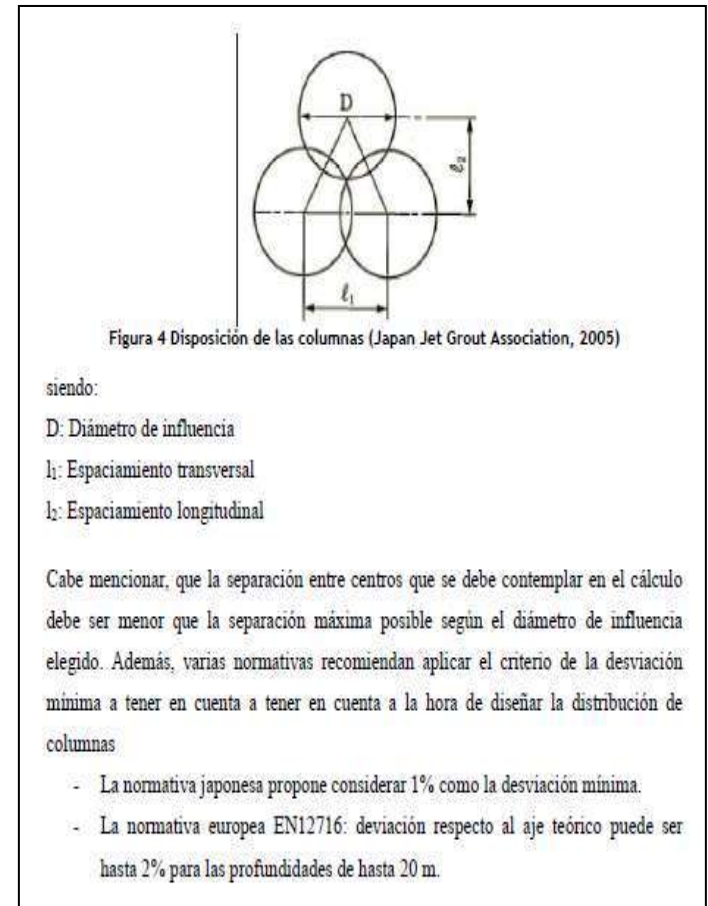 D
ℓ₂
ℓ₁
Figura 4 Disposición de las columnas (Japan Jet Grout Association, 2005)
siendo:
D: Diámetro de influencia
l₁: Espaciamiento transversal
l₂: Espaciamiento longitudinal
Cabe mencionar, que la separación entre centros que se debe contemplar en el cálculo
debe ser menor que la separación máxima posible según el diámetro de influencia
elegido. Además, varias normativas recomiendan aplicar el criterio de la desviación
mínima a tener en cuenta a tener en cuenta a la hora de diseñar la distribución de
columnas
- La normativa japonesa propone considerar 1% como la desviación mínima.
- La normativa europea EN12716: deviación respecto al aje teórico puede ser
hasta 2% para las profundidades de hasta 20 m.